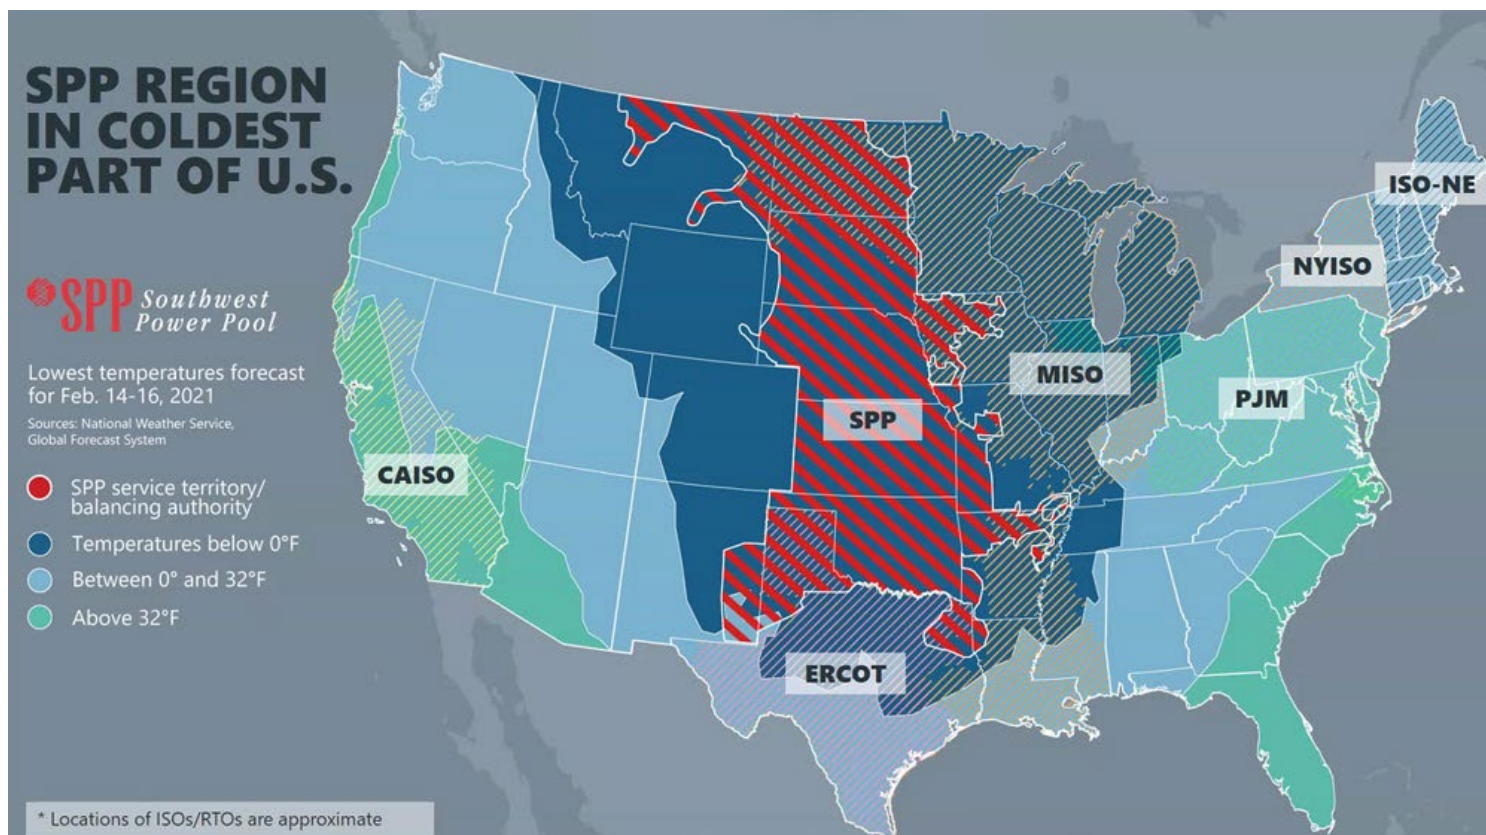 SPP REGION
IN COLDEST
PART OF U.S.
SPP Southwest
Power Pool
Lowest temperatures forecast
for Feb. 14-16, 2021
Sources: National Weather Service,
Global Forecast System
SPP service territory/
balancing authority
Temperatures below 0°F
Between 0° and 32°F
Above 32°F
ISO-NE
NYISO
MISO
PJM
SPP
CAISO
ERCOT
* Locations of ISOs/RTOs are approximate